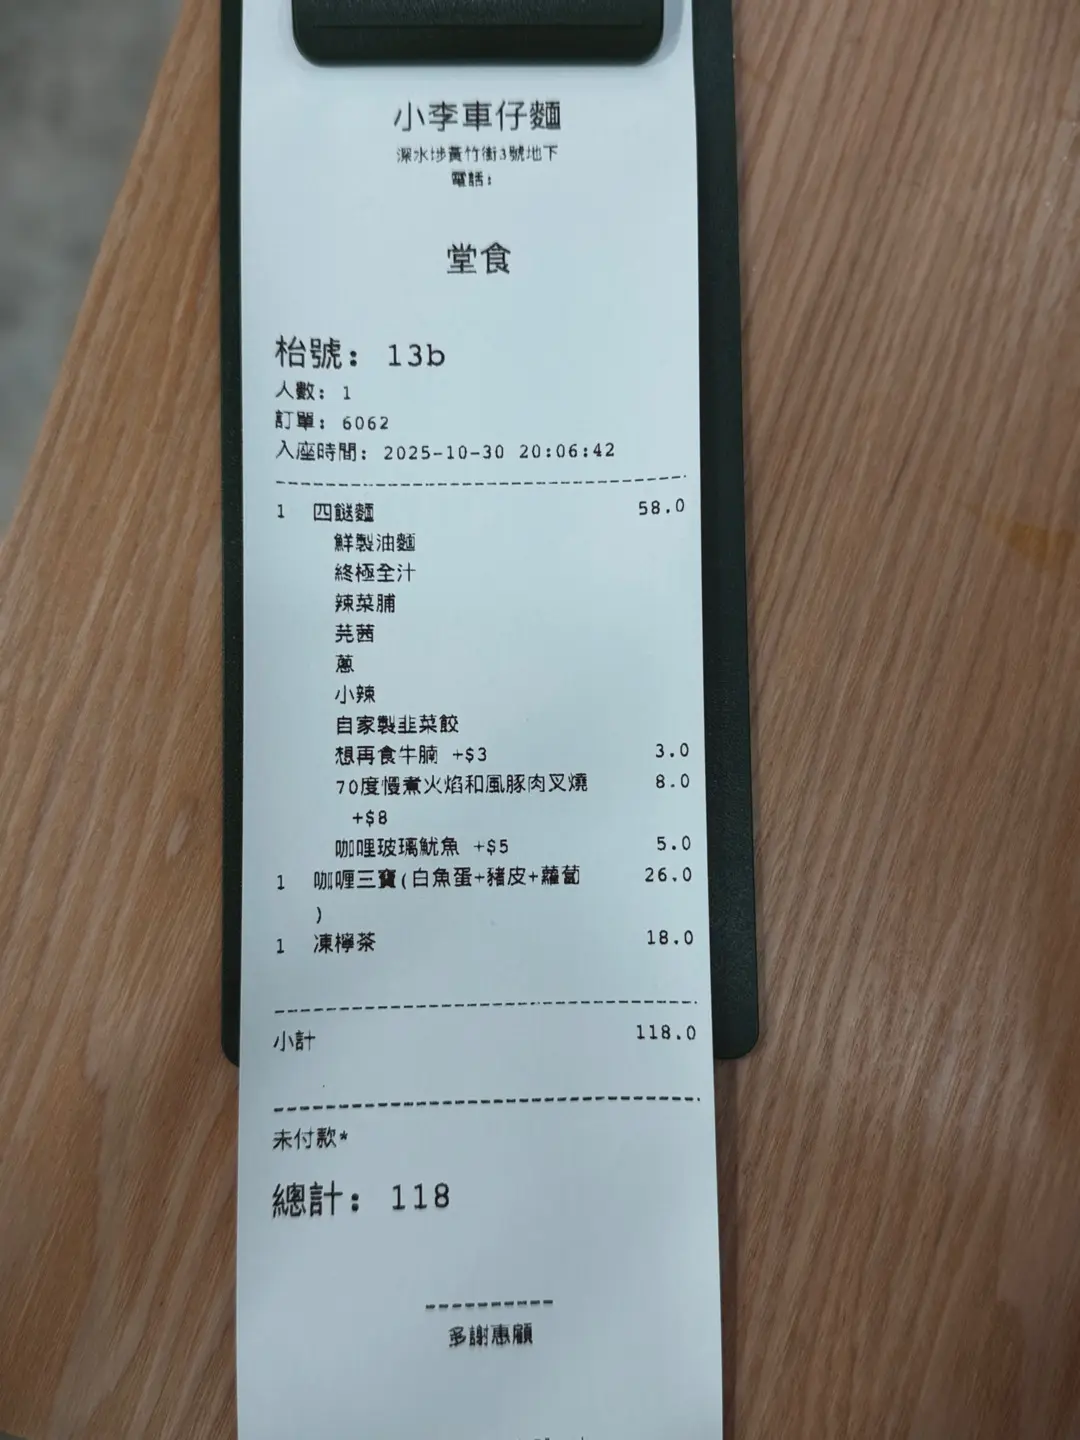 小李車仔麵
深水埗黃竹街3號地下
電話:
堂食
枱號: 13b
人數: 1
訂單: 6062
入座時間: 2025-10-30 20:06:42
1 四餸麵 58.0
鮮製油麵
終極全汁
辣菜脯
芫茜
蔥
小辣
自家製韭菜餃
想再食牛腩 +$3 3.0
70度慢煮火焰和風豚肉叉燒 8.0
+$8
咖哩玻璃魷魚 +$5 5.0
1 咖喱三寶(白魚蛋+豬皮+蘿蔔 26.0
)
1 凍檸茶 18.0
小計 118.0
未付款*
總計: 118
多謝惠顧